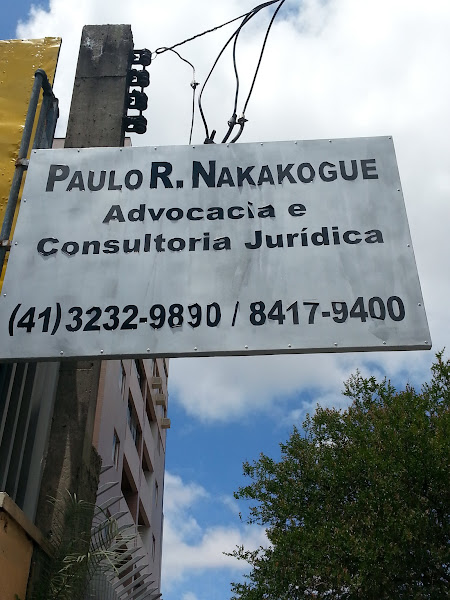 PAULO R. NAKAKOGUE
Advocacia e
Consultoria Jurídica
(41) 3232-9890 / 8417-9400